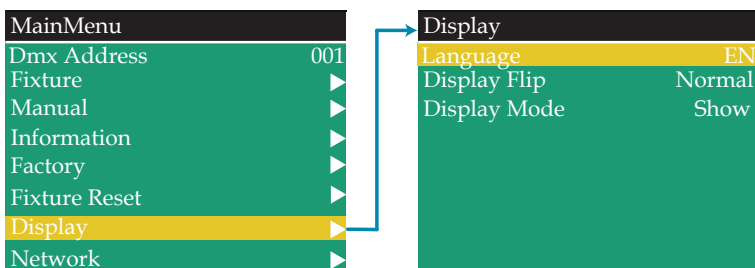 MainMenu
Dmx Address 001
Fixture
Manual
Information
Factory
Fixture Reset
Display
Network
Display
Language EN
Display Flip Normal
Display Mode Show